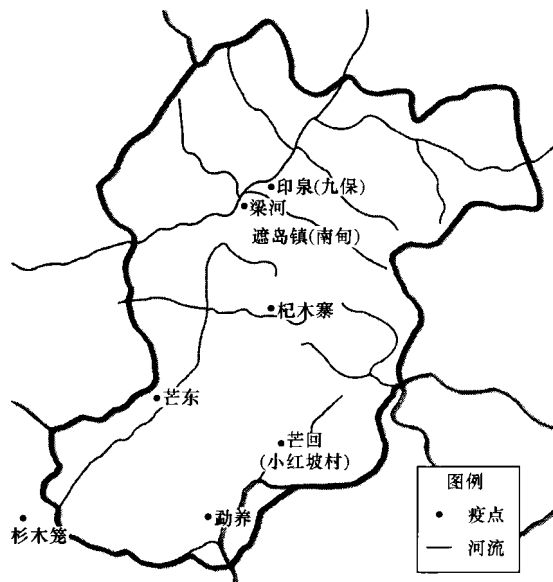 印泉(九保)
梁河
遮岛镇(南甸)
杞木寨
芒东
芒回
(小红坡村)
图例
疫点
河流
杉木笼
勐养